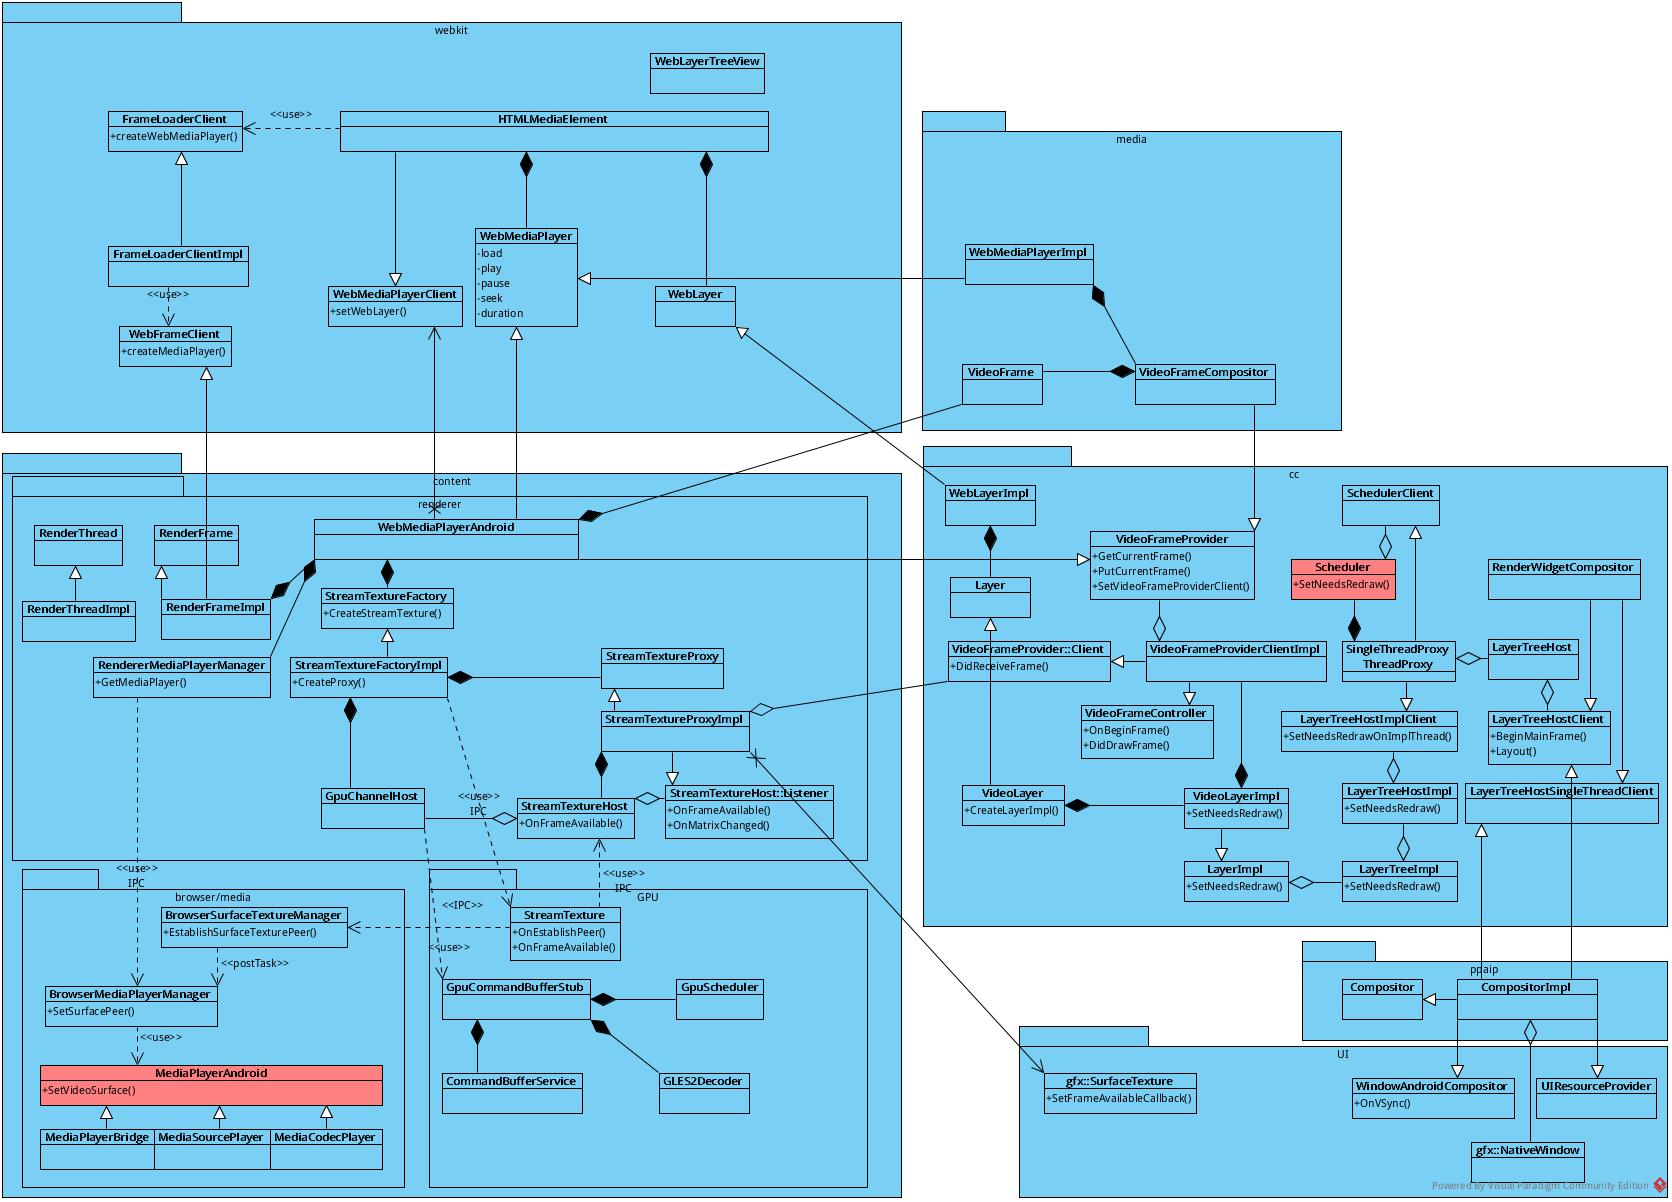 webkit
WebLayerTreeView
FrameLoaderClient
+createWebMediaPlayer()
<<use>>
HTMLMediaElement
FrameLoaderClientImpl
<<use>>
WebFrameClient
+createMediaPlayer()
WebMediaPlayerClient
+setWebLayer()
WebMediaPlayer
-load
-play
-pause
-seek
-duration
WebLayer
media
WebMediaPlayerImpl
VideoFrame
VideoFrameCompositor
content
renderer
RenderThread
RenderFrame
WebMediaPlayerAndroid
RenderThreadImpl
RenderFrameImpl
StreamTextureFactory
+CreateStreamTexture()
RendererMediaPlayerManager
+GetMediaPlayer()
StreamTextureFactoryImpl
+CreateProxy()
StreamTextureProxy
StreamTextureProxyImpl
GpuChannelHost
<<use>>
IPC
StreamTextureHost
+OnFrameAvailable()
StreamTextureHost::Listener
+OnFrameAvailable()
+OnMatrixChanged()
<<use>>
IPC
<<use>>
IPC
browser/media
BrowserSurfaceTextureManager
+EstablishSurfaceTexturePeer()
<<postTask>>
BrowserMediaPlayerManager
+SetSurfacePeer()
<<use>>
MediaPlayerAndroid
+SetVideoSurface()
MediaPlayerBridge
MediaSourcePlayer
MediaCodecPlayer
GPU
<<IPC>>
StreamTexture
+OnEstablishPeer()
+OnFrameAvailable()
<<use>>
GpuCommandBufferStub
GpuScheduler
CommandBufferService
GLES2Decoder
cc
WebLayerImpl
Layer
VideoFrameProvider
+GetCurrentFrame()
+PutCurrentFrame()
+SetVideoFrameProviderClient()
SchedulerClient
Scheduler
+SetNeedsRedraw()
RenderWidgetCompositor
VideoFrameProvider::Client
+DidReceiveFrame()
VideoFrameProviderClientImpl
SingleThreadProxy
ThreadProxy
LayerTreeHost
VideoFrameController
+OnBeginFrame()
+DidDrawFrame()
LayerTreeHostImplClient
+SetNeedsRedrawOnImplThread()
LayerTreeHostClient
+BeginMainFrame()
+Layout()
VideoLayer
+CreateLayerImpl()
VideoLayerImpl
+SetNeedsRedraw()
LayerTreeHostImpl
+SetNeedsRedraw()
LayerTreeHostSingleThreadClient
LayerImpl
+SetNeedsRedraw()
LayerTreeImpl
+SetNeedsRedraw()
ppaip
Compositor
CompositorImpl
UI
gfx::SurfaceTexture
+SetFrameAvailableCallback()
WindowAndroidCompositor
+OnVSync()
UIResourceProvider
gfx::NativeWindow
Powered By Visual Paradigm Community Edition